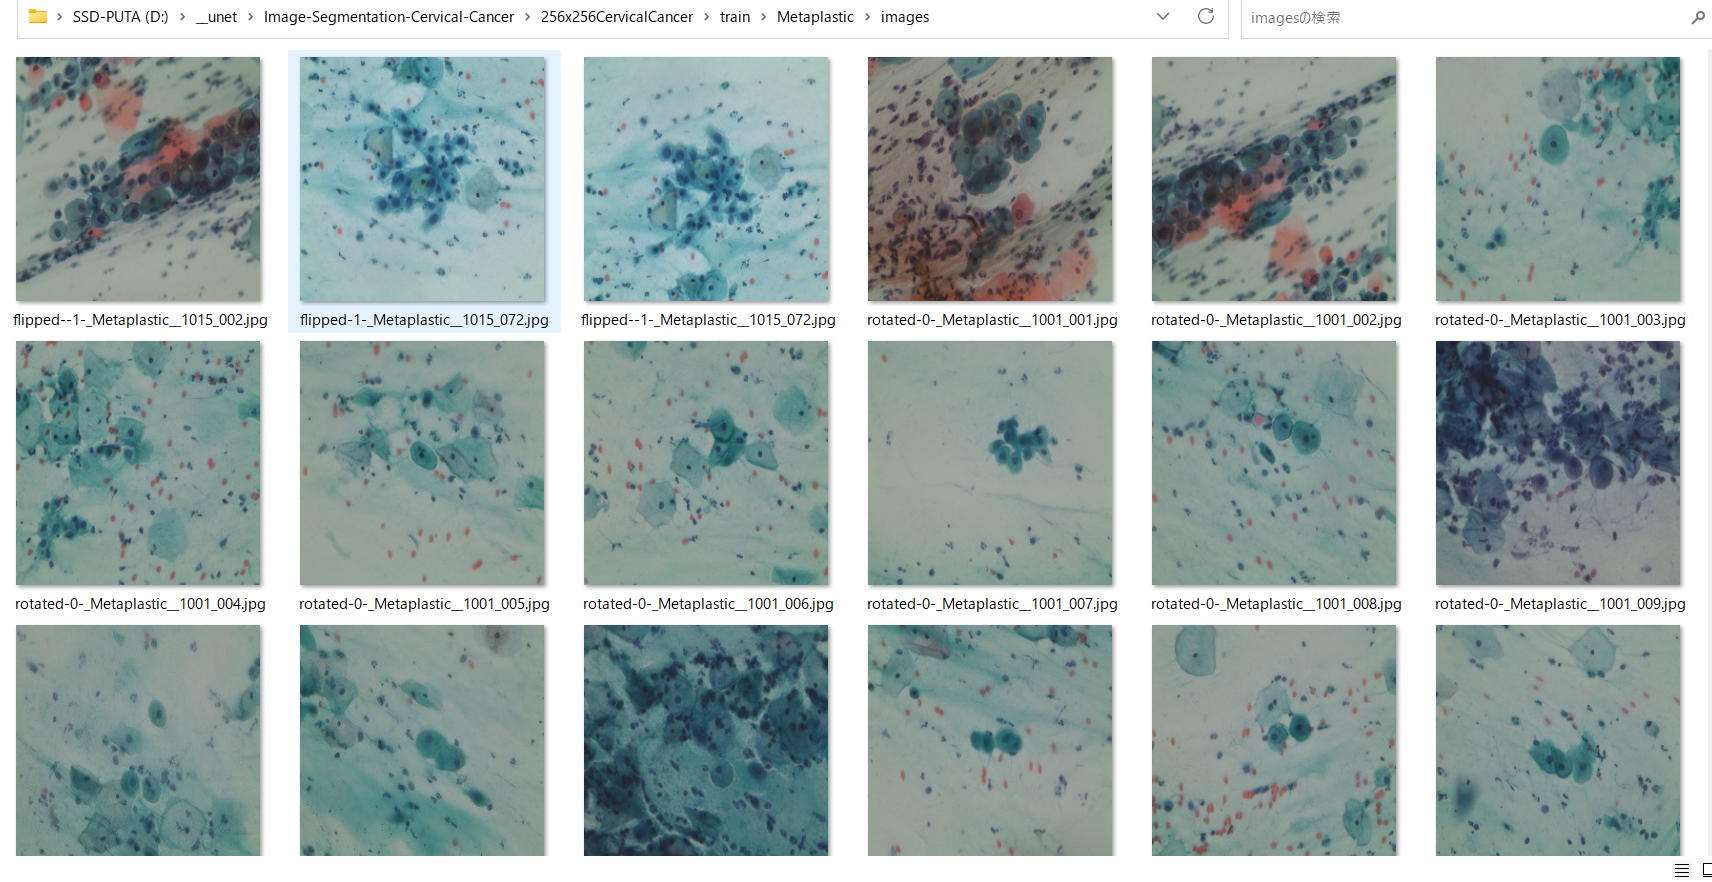 SSD-PUTA (D:) > __unet > Image-Segmentation-Cervical-Cancer > 256x256CervicalCancer > train > Metaplastic > images
imagesの検索
flipped--1-_Metaplastic__1015_002.jpg
flipped-1-_Metaplastic__1015_072.jpg
flipped--1-_Metaplastic__1015_072.jpg
rotated-0-_Metaplastic__1001_001.jpg
rotated-0-_Metaplastic__1001_002.jpg
rotated-0-_Metaplastic__1001_003.jpg
rotated-0-_Metaplastic__1001_004.jpg
rotated-0-_Metaplastic__1001_005.jpg
rotated-0-_Metaplastic__1001_006.jpg
rotated-0-_Metaplastic__1001_007.jpg
rotated-0-_Metaplastic__1001_008.jpg
rotated-0-_Metaplastic__1001_009.jpg